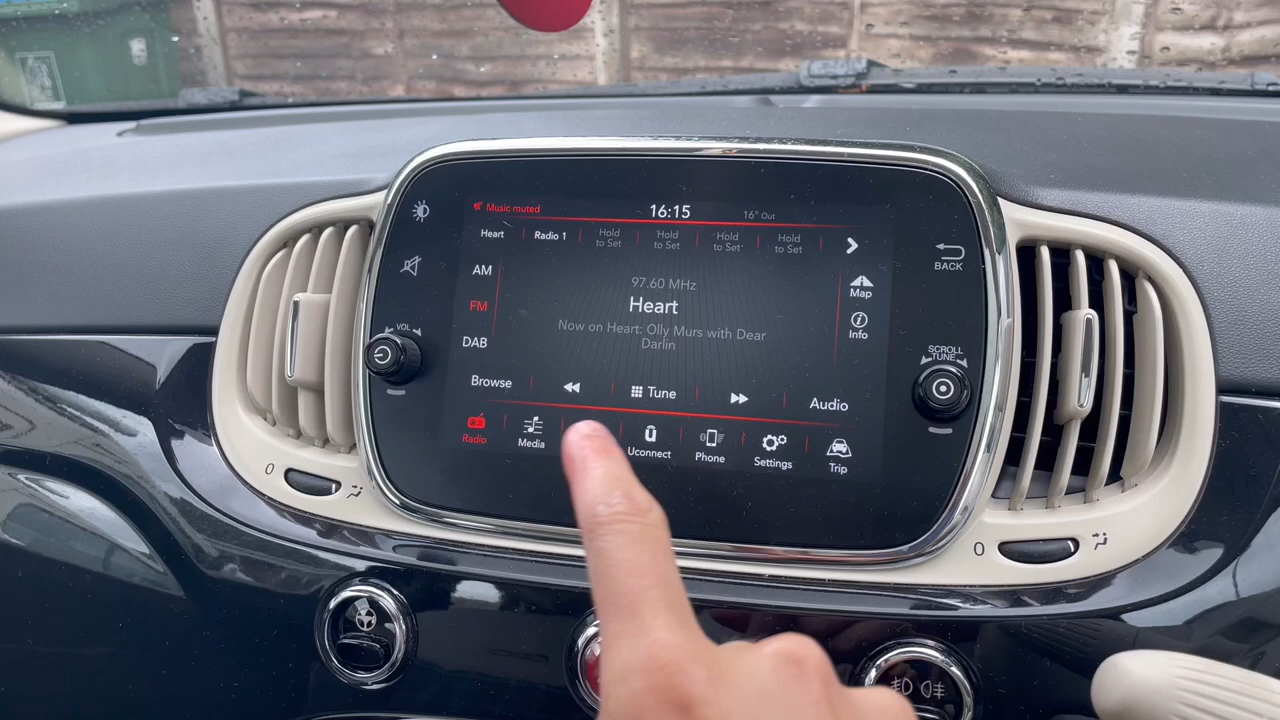 Music muted
16:15
16° Out
Heart
Radio 1
Hold
to Set
Hold
to Set
Hold
to Set
Hold
to Set
BACK
AM
FM
DAB
97.60 MHz
Heart
Now on Heart: Olly Murs with Dear
Darlin
Map
Info
VOL
SCROLL
TUNE
Browse
Tune
Audio
Radio
Media
Uconnect
Phone
Settings
Trip
0
0